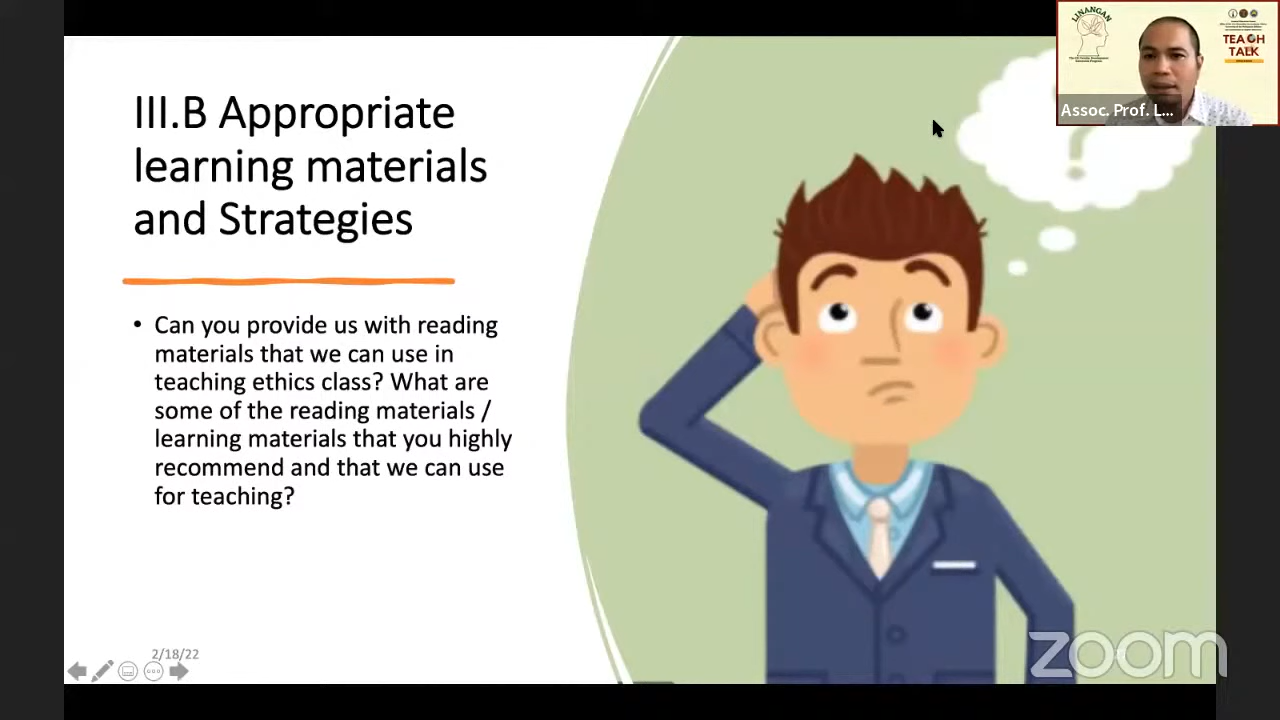 III.B Appropriate
learning materials
and Strategies
• Can you provide us with reading
materials that we can use in
teaching ethics class? What are
some of the reading materials /
learning materials that you highly
recommend and that we can use
for teaching?
2/18/22
LINANGAN
TEACH
TALK
Assoc. Prof. L...
?
zoom